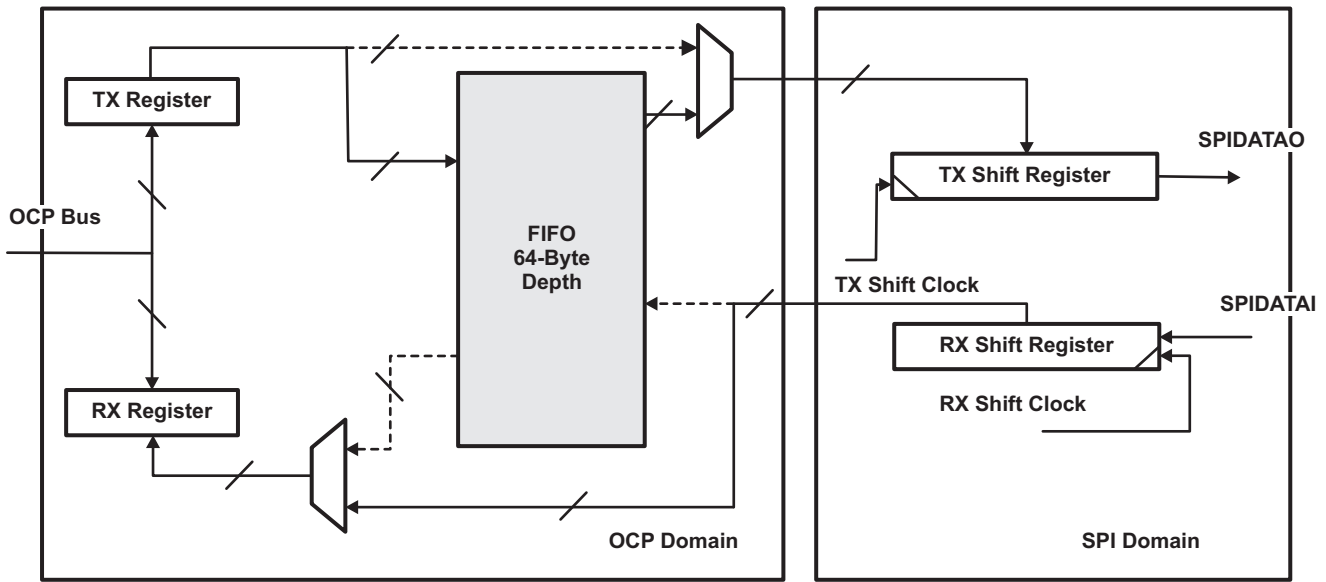 TX Register
OCP Bus
RX Register
FIFO
64-Byte
Depth
OCP Domain
SPIDATAO
TX Shift Register
TX Shift Clock
SPIDATAI
RX Shift Register
RX Shift Clock
SPI Domain